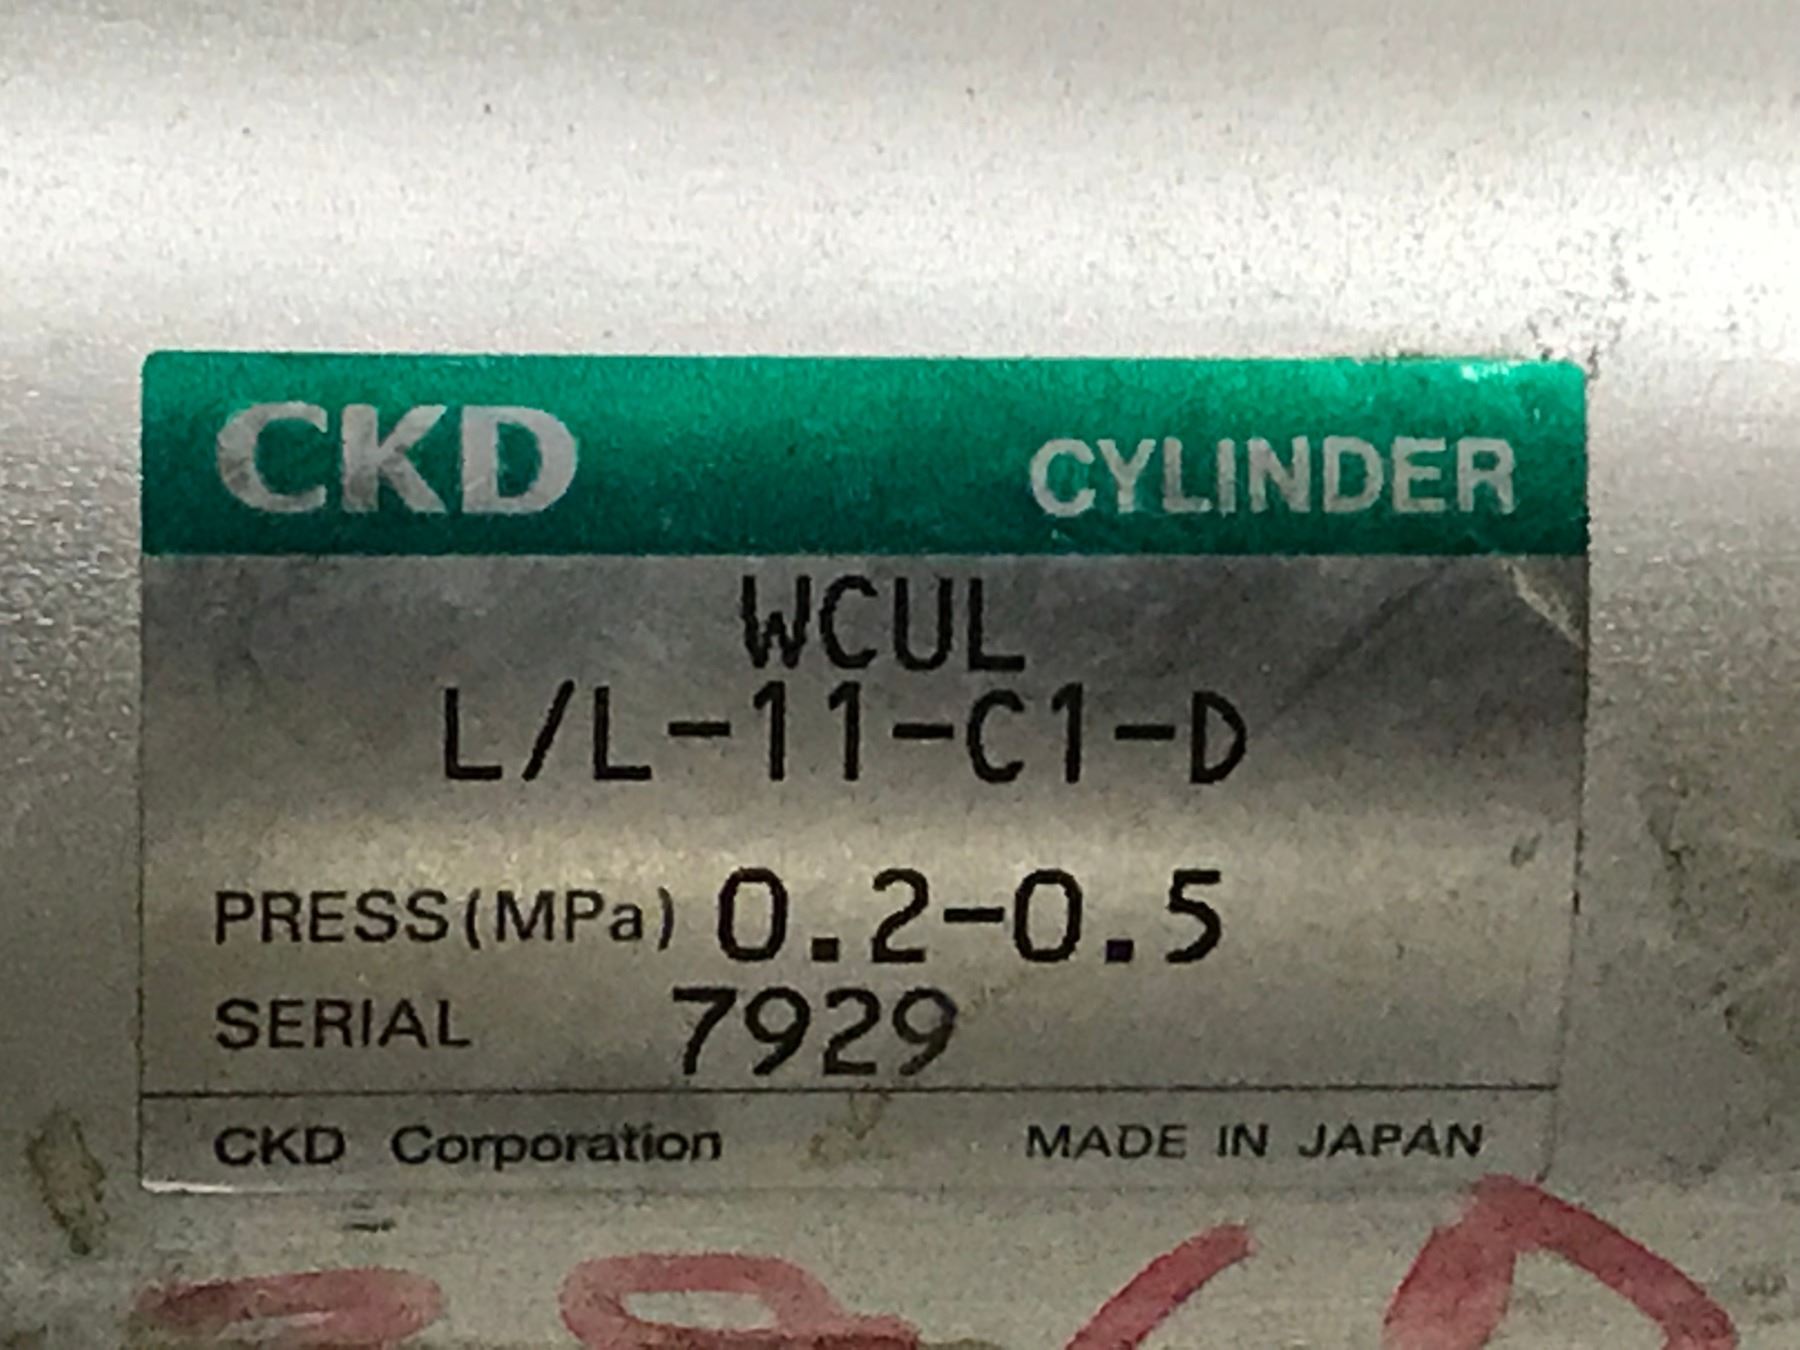 CKD CYLINDER
WCUL
L/L-11-C1-D
PRESS(MPa) 0.2-0.5
SERIAL 7929
CKD Corporation MADE IN JAPAN